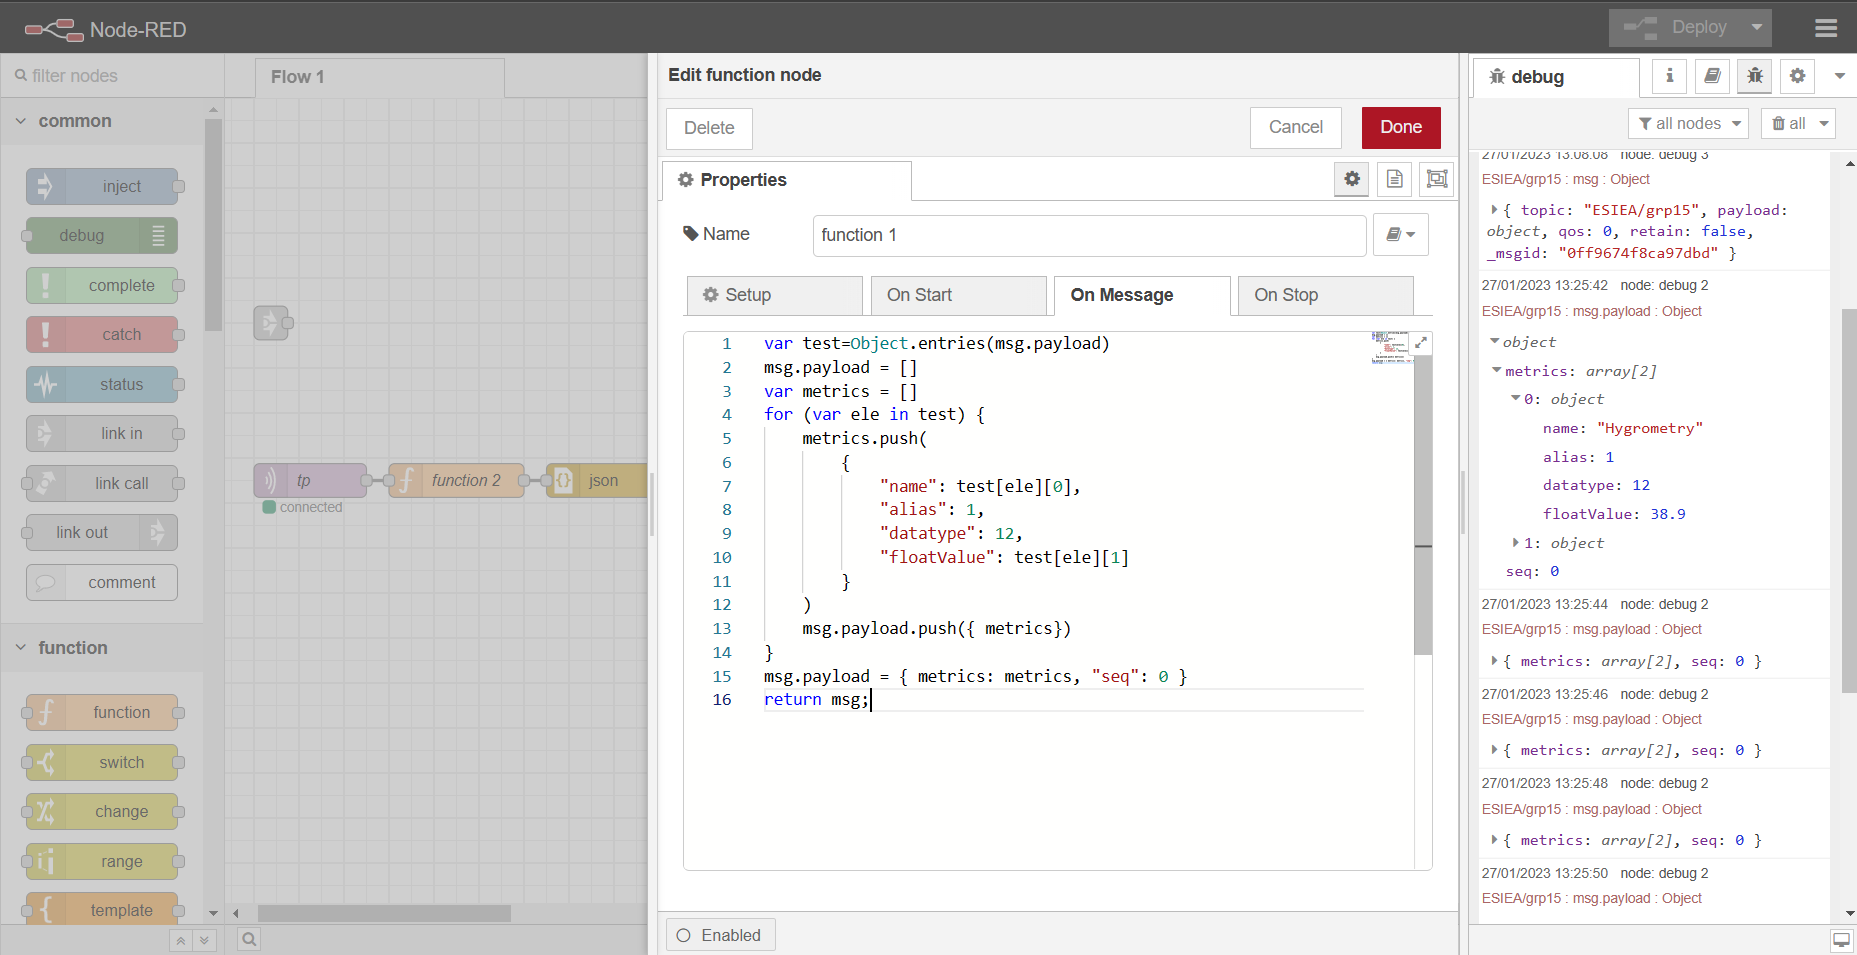 Node-RED
Deploy
filter nodes
Flow 1
common
inject
debug
complete
catch
status
link in
link call
link out
comment
function
function
switch
change
range
template
tp
connected
function 2
json
Edit function node
Delete
Cancel
Done
Properties
Name
function 1
Setup
On Start
On Message
On Stop
1 var test=Object.entries(msg.payload)
2 msg.payload = []
3 var metrics = []
4 for (var ele in test) {
5 metrics.push(
6 {
7 "name": test[ele][0],
8 "alias": 1,
9 "datatype": 12,
10 "floatValue": test[ele][1]
11 }
12 )
13 msg.payload.push({ metrics})
14 }
15 msg.payload = { metrics: metrics, "seq": 0 }
16 return msg;
Enabled
debug
i
all nodes
all
27/01/2023 13:08:08 node: debug 3
ESIEA/grp15 : msg : Object
{ topic: "ESIEA/grp15", payload:
object, qos: 0, retain: false,
_msgid: "0ff9674f8ca97dbd" }
27/01/2023 13:25:42 node: debug 2
ESIEA/grp15 : msg.payload : Object
object
metrics: array[2]
0: object
name: "Hygrometry"
alias: 1
datatype: 12
floatValue: 38.9
1: object
seq: 0
27/01/2023 13:25:44 node: debug 2
ESIEA/grp15 : msg.payload : Object
{ metrics: array[2], seq: 0 }
27/01/2023 13:25:46 node: debug 2
ESIEA/grp15 : msg.payload : Object
{ metrics: array[2], seq: 0 }
27/01/2023 13:25:48 node: debug 2
ESIEA/grp15 : msg.payload : Object
{ metrics: array[2], seq: 0 }
27/01/2023 13:25:50 node: debug 2
ESIEA/grp15 : msg.payload : Object